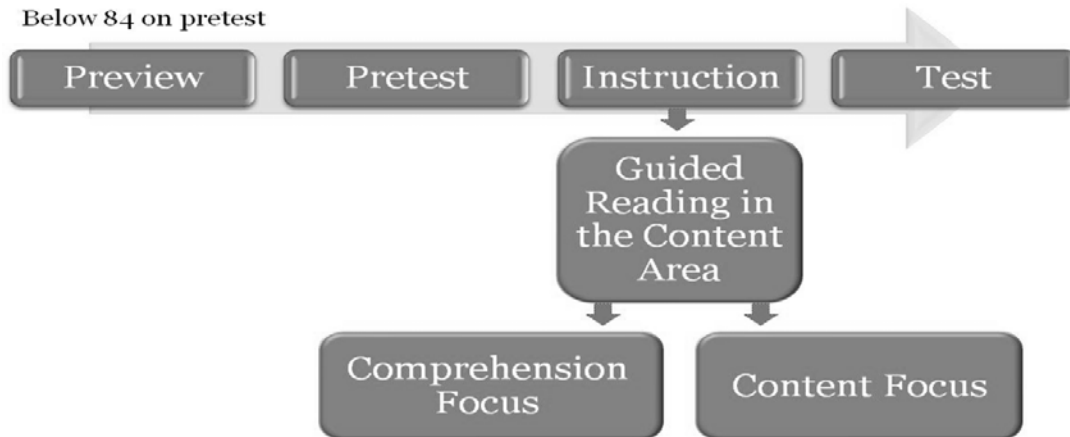 Below 84 on pretest
Preview
Pretest
Instruction
Test
Guided
Reading in
the Content
Area
Comprehension
Focus
Content Focus